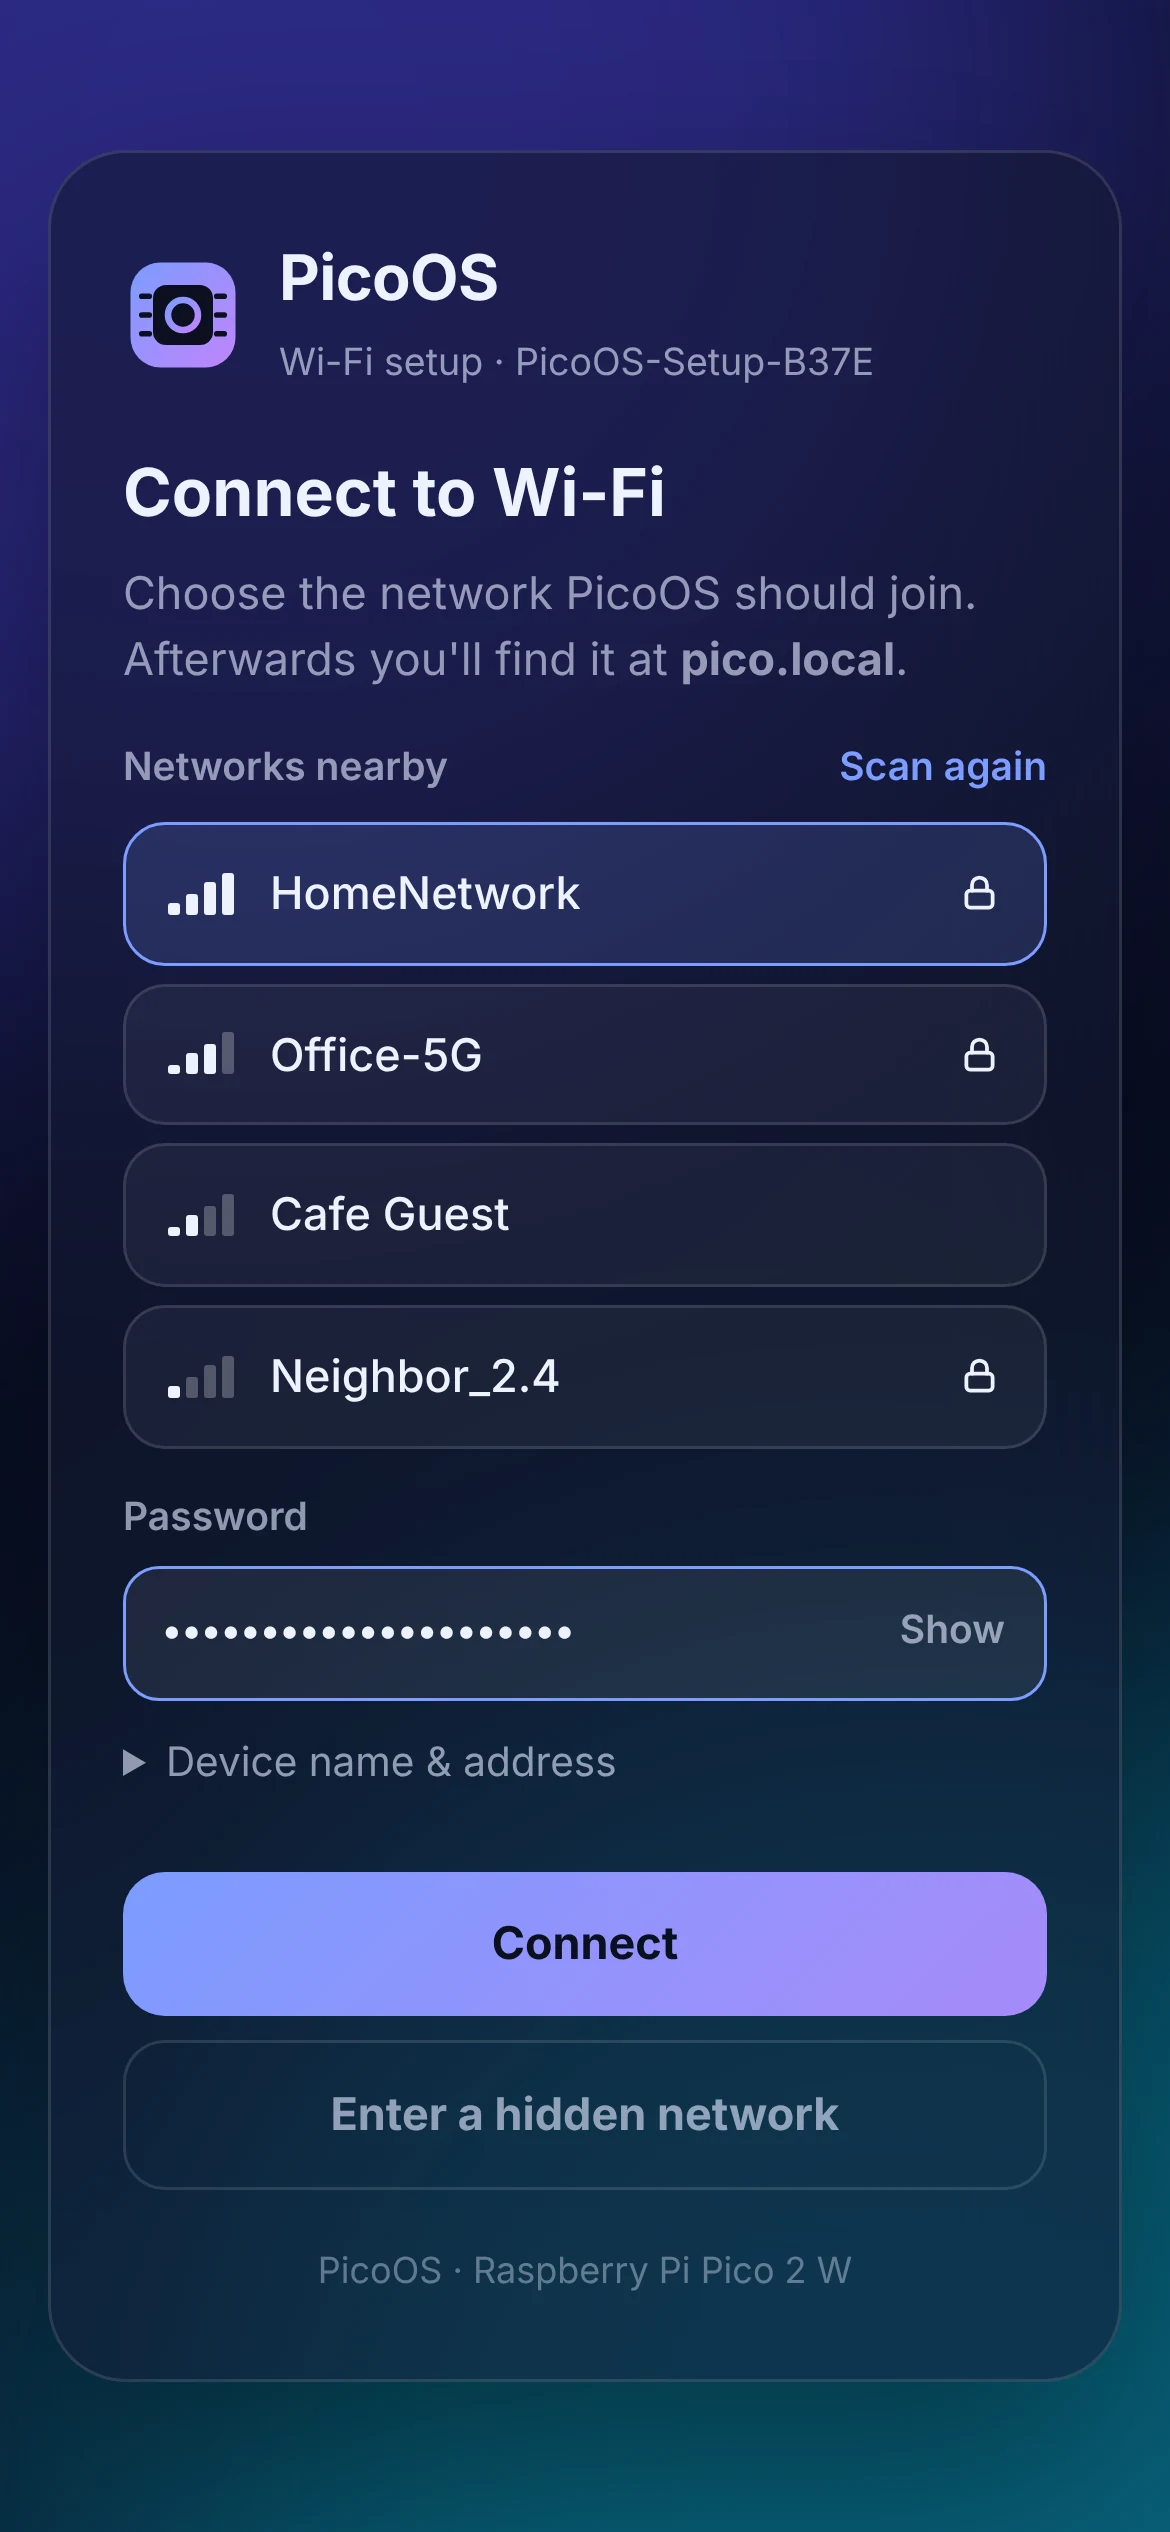 PicoOS
Wi-Fi setup · PicoOS-Setup-B37E
Connect to Wi-Fi
Choose the network PicoOS should join.
Afterwards you'll find it at pico.local.
Networks nearby
Scan again
HomeNetwork
Office-5G
Cafe Guest
Neighbor_2.4
Password
•••••••••••••••••••••
Show
Device name & address
Connect
Enter a hidden network
PicoOS · Raspberry Pi Pico 2 W